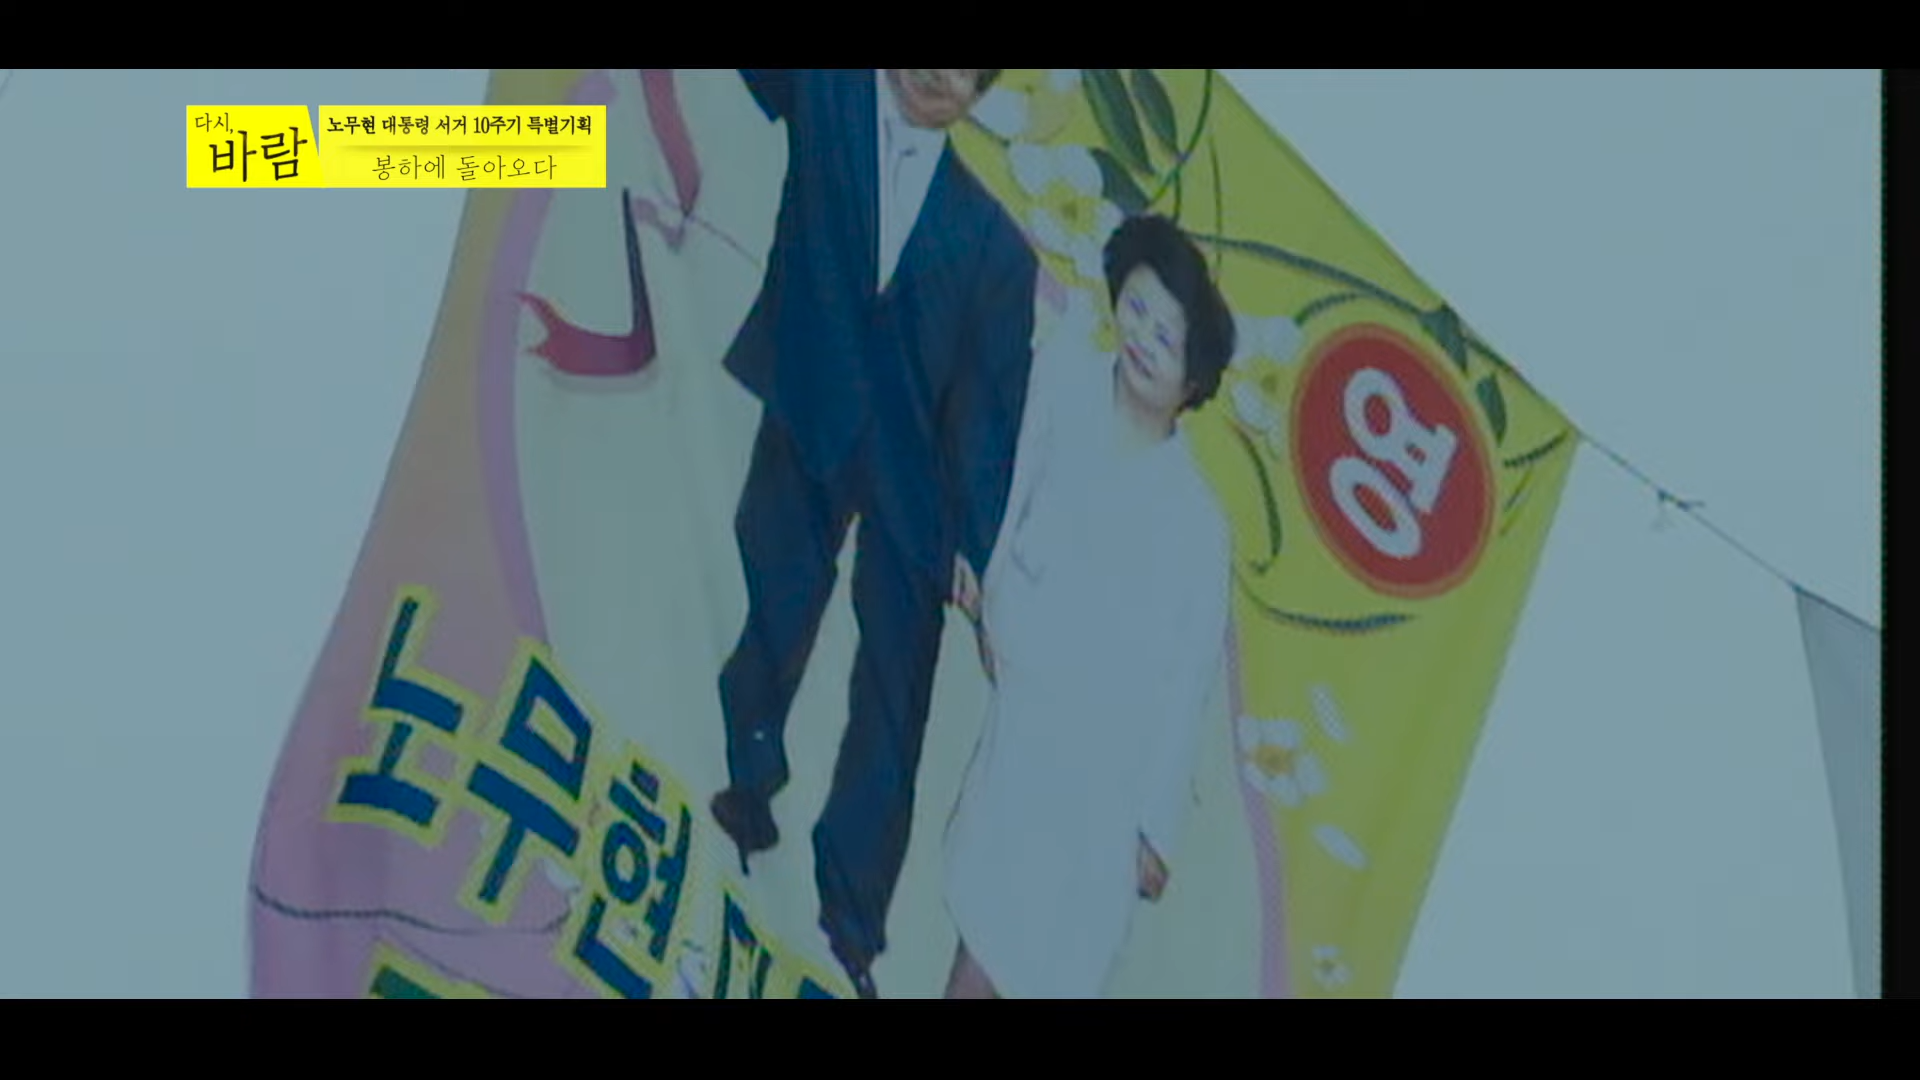 다시,
바람
노무현 대통령 서거 10주기 특별기획
봉하에 돌아오다
용
노무현